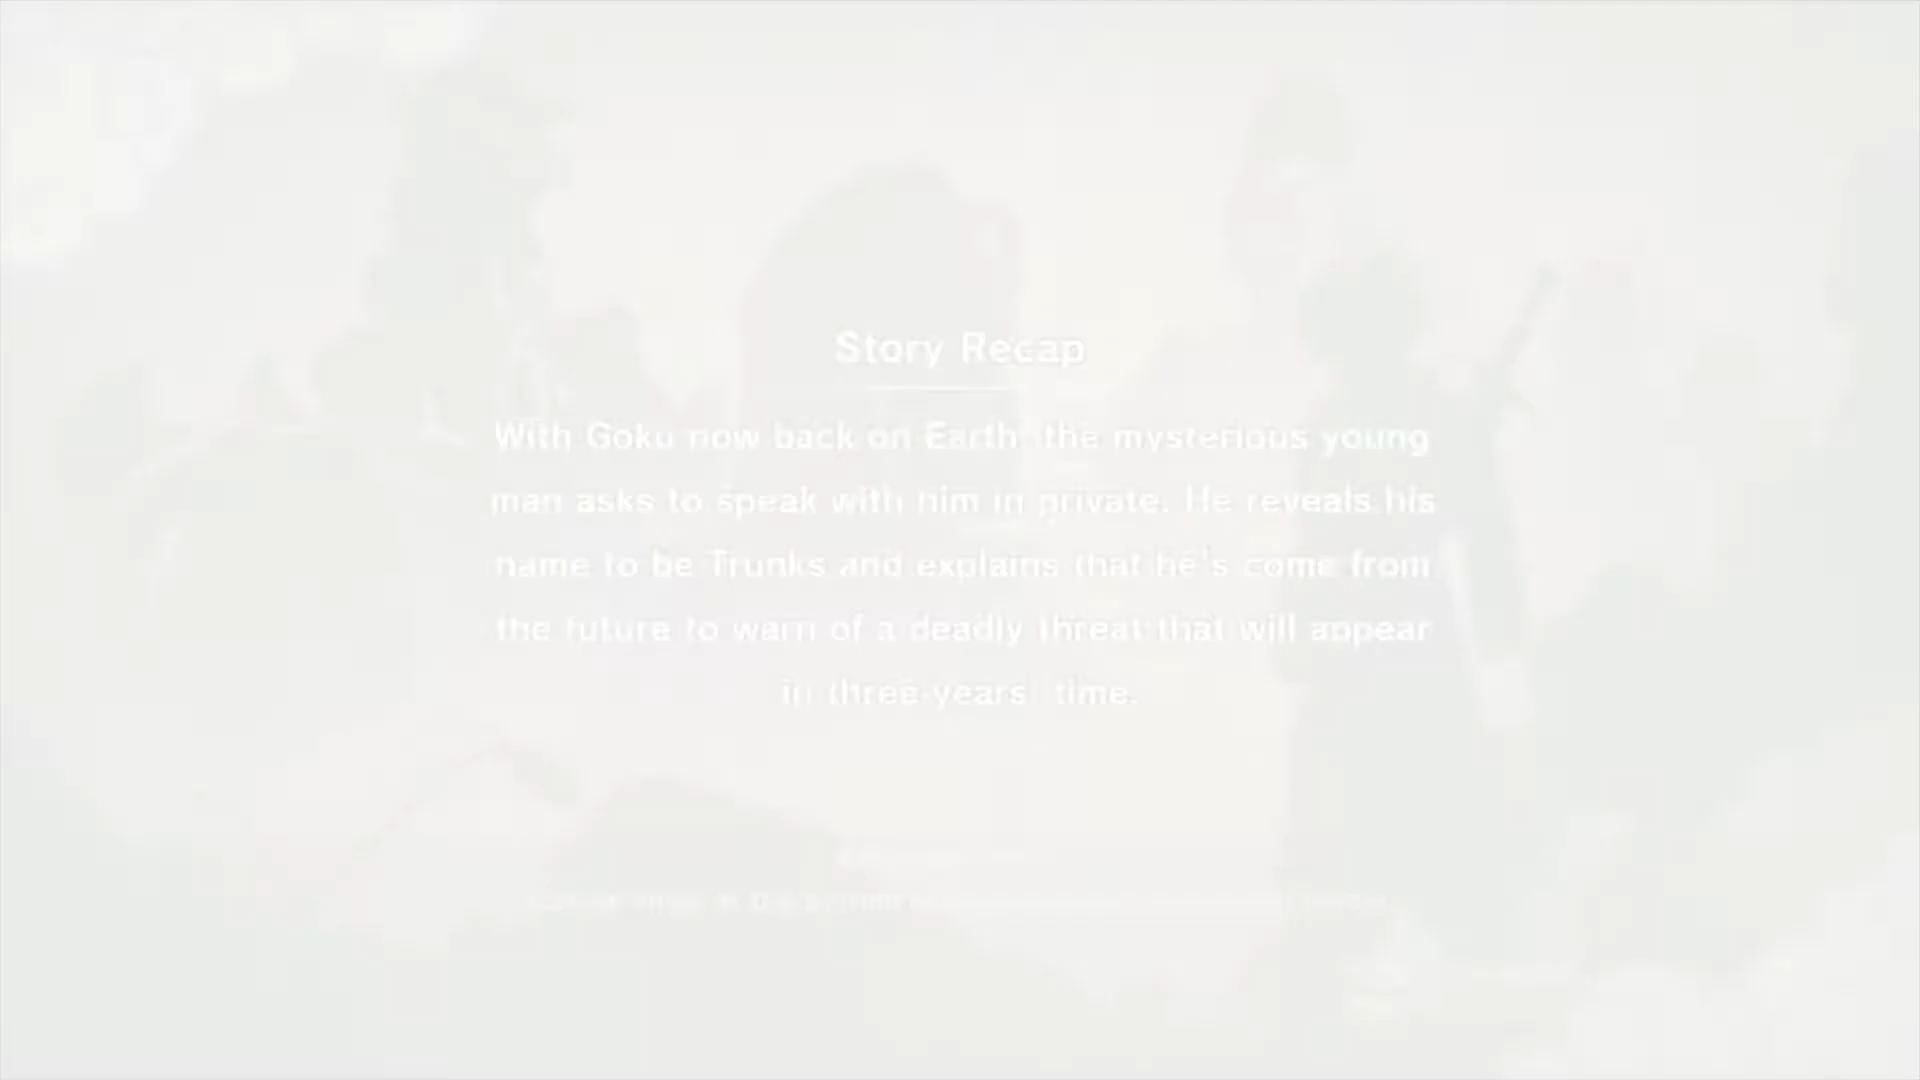 Story Recap
With Goku now back on Earth, the mysterious young
man asks to speak with him in private. He reveals his
name to be Trunks and explains that he's come from
the future to warn of a deadly threat that will appear
in three years' time.